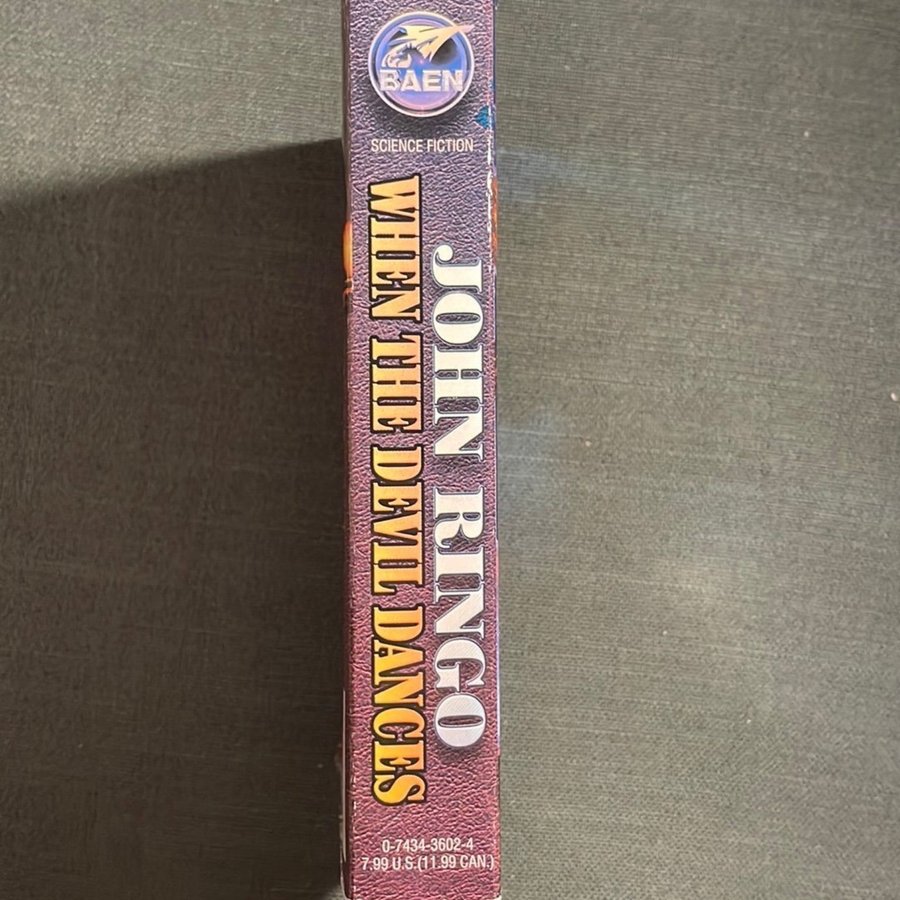 BAEN
SCIENCE FICTION
JOHN RINGO
WHEN THE DEVIL DANCES
0-7434-3602-4
7.99 U.S.(11.99 CAN.)